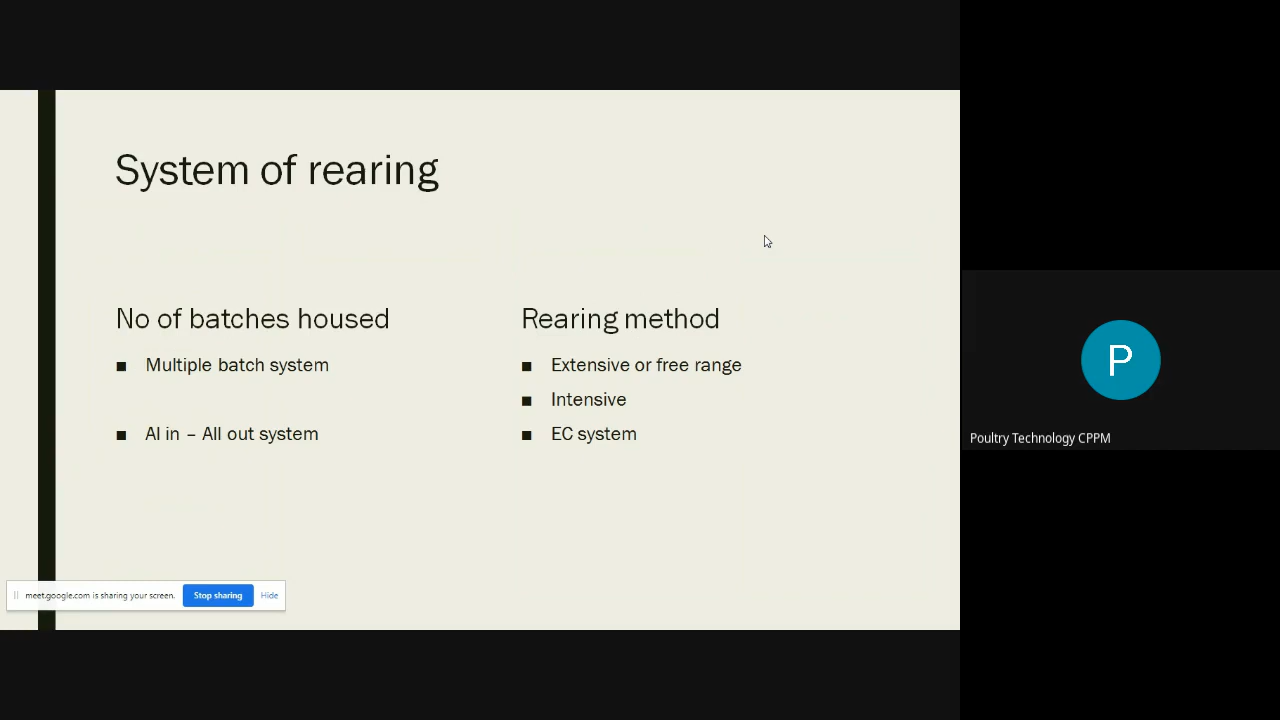 System of rearing
No of batches housed
■ Multiple batch system
■ Al in – All out system
Rearing method
■ Extensive or free range
■ Intensive
■ EC system
meet.google.com is sharing your screen. Stop sharing Hide
P
Poultry Technology CPPM